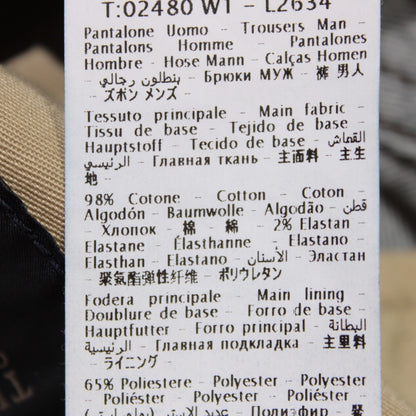 T:02480 W1 - L2634
Pantalone Uomo - Trousers Man -
Pantalons Homme - Pantalones
Hombre - Hose Mann - Calças Homen
- بنطلون رجالي - Брюки МУЖ - 裤 男人
- ズボン メンズ -
Tessuto principale - Main fabric -
Tissu de base - Tejido de base -
Hauptstoff - Tecido de base - القماش
الرئيسي - Главная ткань - 主面料 - 主生
地 -
98% Cotone - Cotton - Coton -
Algodón - Baumwolle - Algodão - قطن
- Хлопок 棉 綿 - 2% Elastan -
Elastane - Élasthanne - Elastano -
Elasthan - Elastano - الأستان - Эластан
- 聚氨酯弹性纤维 - ポリウレタン
Fodera principale - Main lining -
Doublure de base - Forro de base -
Hauptfutter - Forro principal - البطانة
الرئيسية - Главная подкладка - 主里料
- ライニング -
65% Poliestere - Polyester - Polyester -
Poliéster - Polyester - Poliéster -
Полиэфир 聚